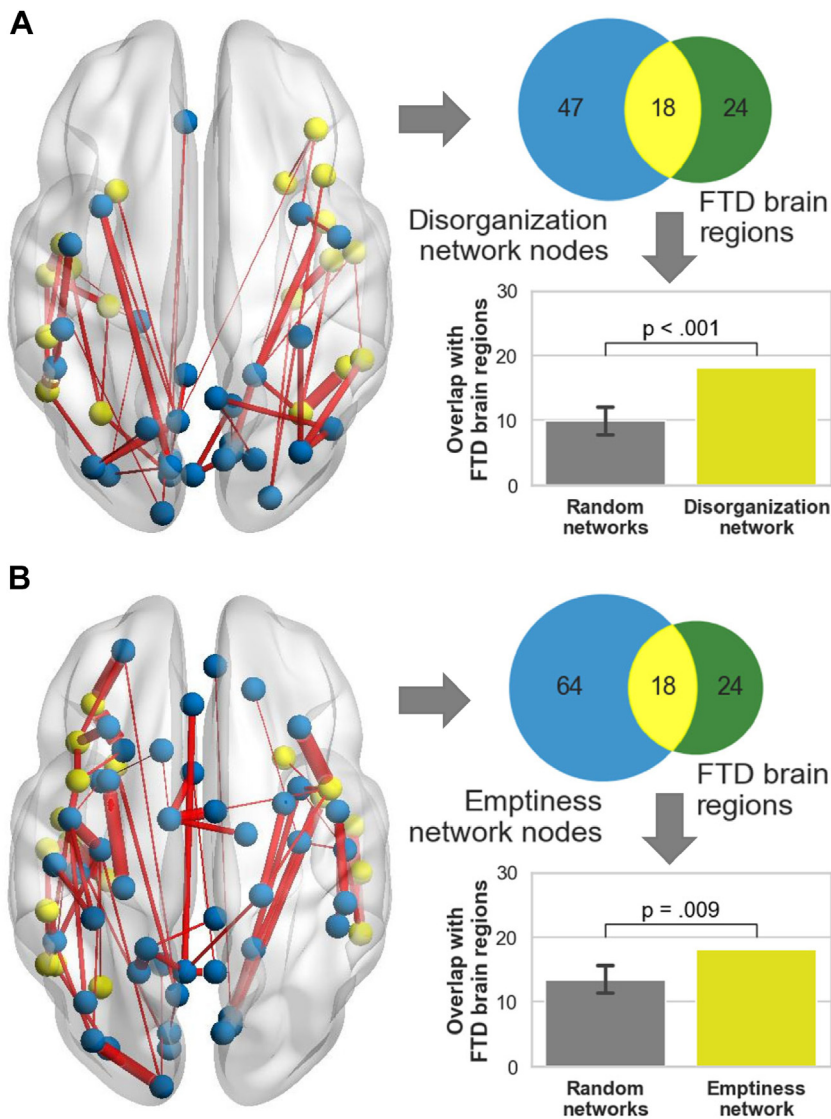 A
47
18
24
Disorganization
network nodes
FTD brain
regions
30
20
10
0
Overlap with
FTD brain regions
p < .001
Random
networks
Disorganization
network
B
64
18
24
Emptiness
network nodes
FTD brain
regions
30
20
10
0
Overlap with
FTD brain regions
p = .009
Random
networks
Emptiness
network